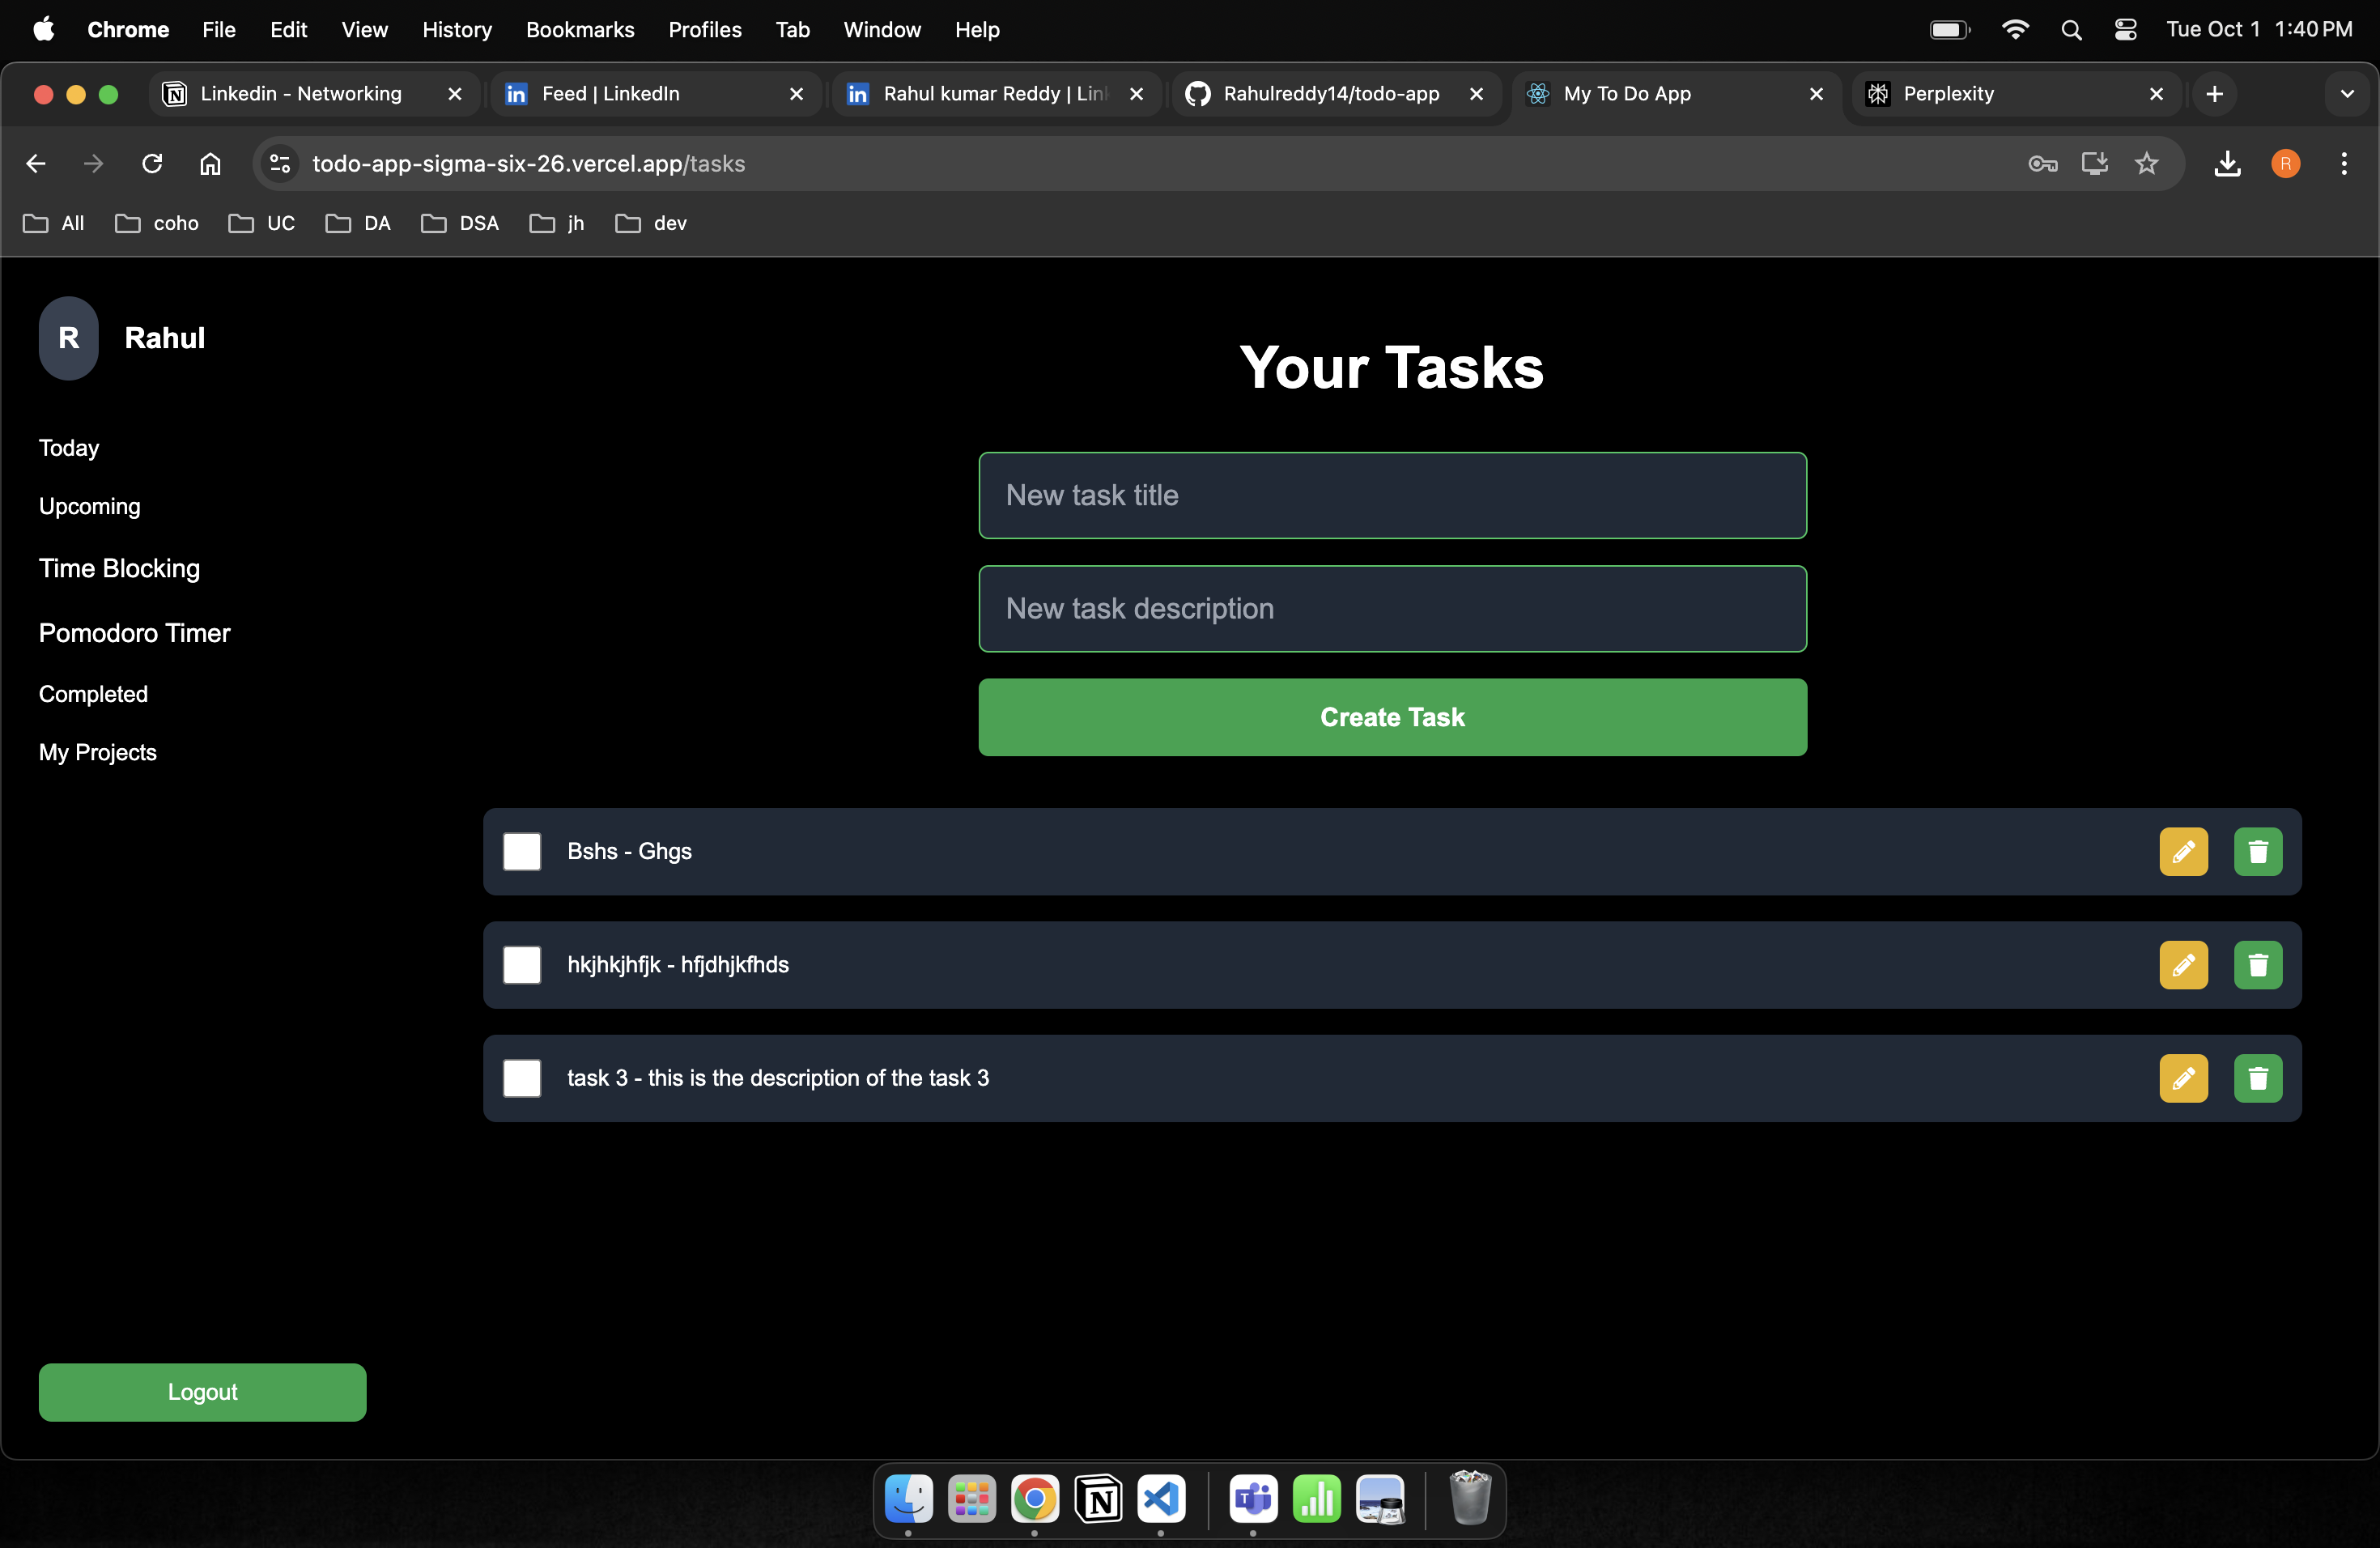 Chrome File Edit View History Bookmarks Profiles Tab Window Help Tue Oct 1 1:40 PM
Linkedin - Networking Feed | LinkedIn Rahul kumar Reddy | Lin Rahulreddy14/todo-app My To Do App Perplexity
todo-app-sigma-six-26.vercel.app/tasks R
All coho UC DA DSA jh dev
R Rahul
Your Tasks
Today
Upcoming
Time Blocking
Pomodoro Timer
Completed
My Projects
New task title
New task description
Create Task
Bshs - Ghgs
hkjhkjhfjk - hfjdhjkfhds
task 3 - this is the description of the task 3
Logout